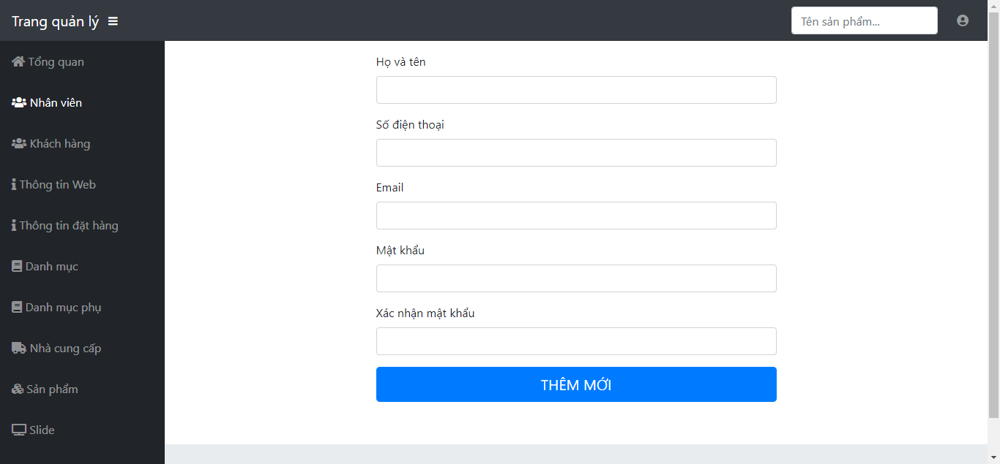 Trang quản lý
Tên sản phẩm...
Tổng quan
Nhân viên
Khách hàng
Thông tin Web
Thông tin đặt hàng
Danh mục
Danh mục phụ
Nhà cung cấp
Sản phẩm
Slide
Họ và tên
Số điện thoại
Email
Mật khẩu
Xác nhận mật khẩu
THÊM MỚI